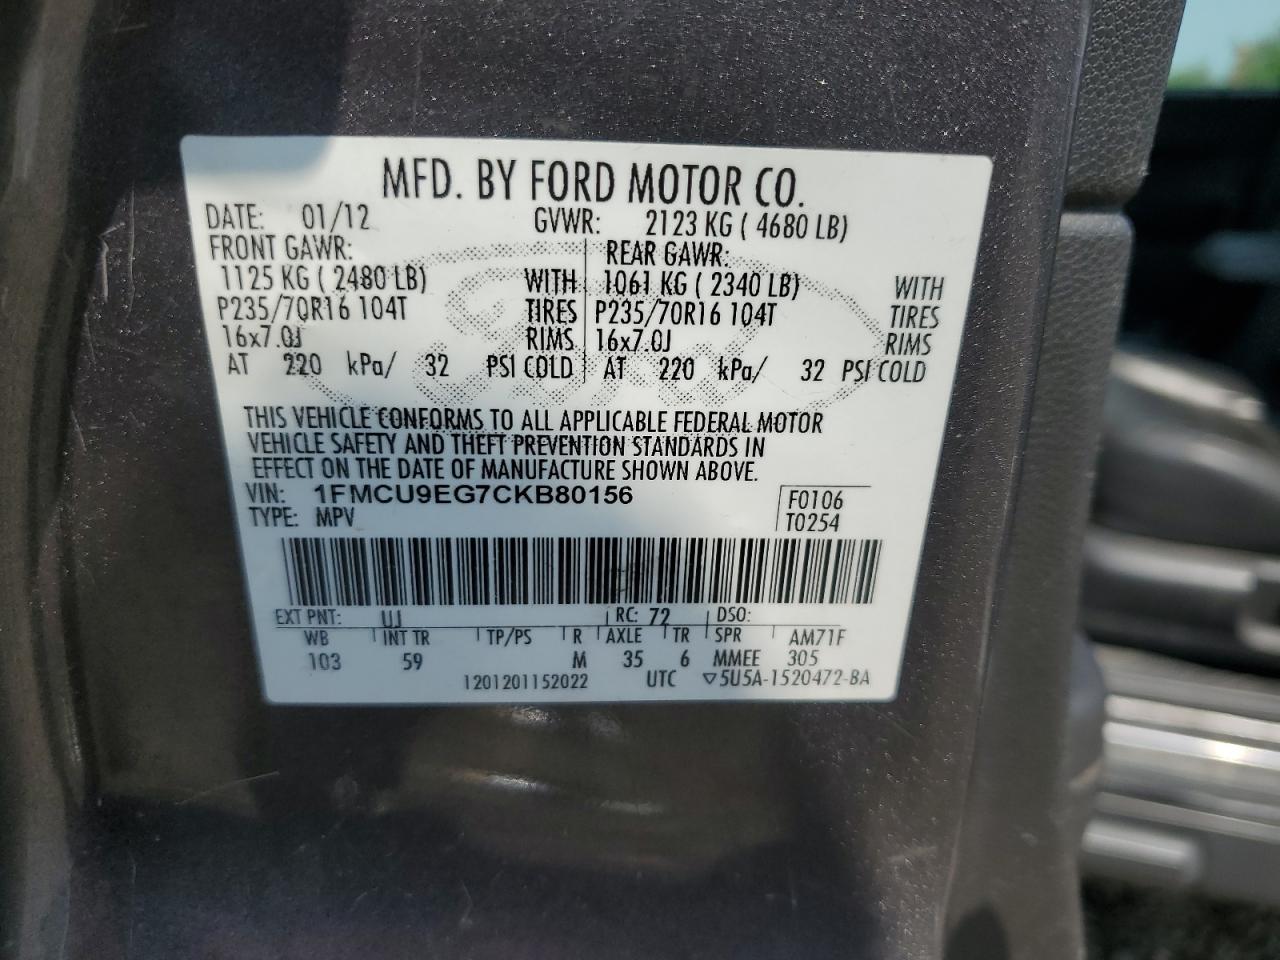 MFD. BY FORD MOTOR CO.
DATE: 01/12 GVWR: 2123 KG ( 4680 LB)
FRONT GAWR: REAR GAWR:
1125 KG ( 2480 LB) WITH 1061 KG ( 2340 LB) WITH
P235/70R16 104T TIRES P235/70R16 104T TIRES
16x7.0J RIMS 16x7.0J RIMS
AT 220 kPa/ 32 PSI COLD AT 220 kPa/ 32 PSI COLD
THIS VEHICLE CONFORMS TO ALL APPLICABLE FEDERAL MOTOR
VEHICLE SAFETY AND THEFT PREVENTION STANDARDS IN
EFFECT ON THE DATE OF MANUFACTURE SHOWN ABOVE.
VIN: 1FMCU9EG7CKB80156 F0106
TYPE: MPV T0254
EXT PNT: UJ RC: 72 DSO:
WB INT TR TP/PS R AXLE TR SPR AM71F
103 59 M 35 6 MMEE 305
1201201152022 UTC ▽5U5A-1520472-BA